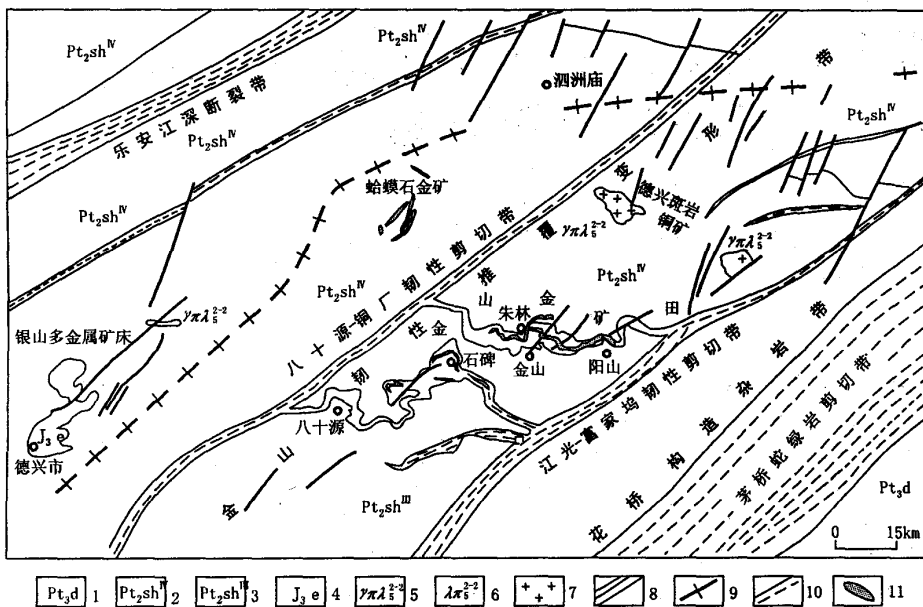 Pt₂sh^Ⅳ
Pt₂sh^Ⅳ
Pt₂sh^Ⅳ
泗洲庙
乐安江深断裂带
Pt₂sh^Ⅳ
Pt₂sh^Ⅳ
蛤蟆石金矿
德兴斑岩
铜矿
γπλ₅²⁻²
Pt₂sh^Ⅳ
推覆变形带
γπλ₅²⁻²
Pt₂sh^Ⅳ
Pt₂sh^Ⅳ
八十源-铜厂韧性剪切带
γπλ₅²⁻²
银山多金属矿床
金山韧性
山金矿田
朱林
金山
阳山
石碑
八十源
J₃e
德兴市
金山
江光-富家坞韧性剪切带
花桥构造杂岩带
茅桥蛇绿岩剪切带
Pt₂sh^Ⅲ
Pt₃d
0 15km
Pt₃d 1 Pt₂sh^Ⅳ 2 Pt₂sh^Ⅲ 3 J₃e 4 γπλ₅²⁻² 5 λπ₅²⁻² 6 7 8 9 10 11